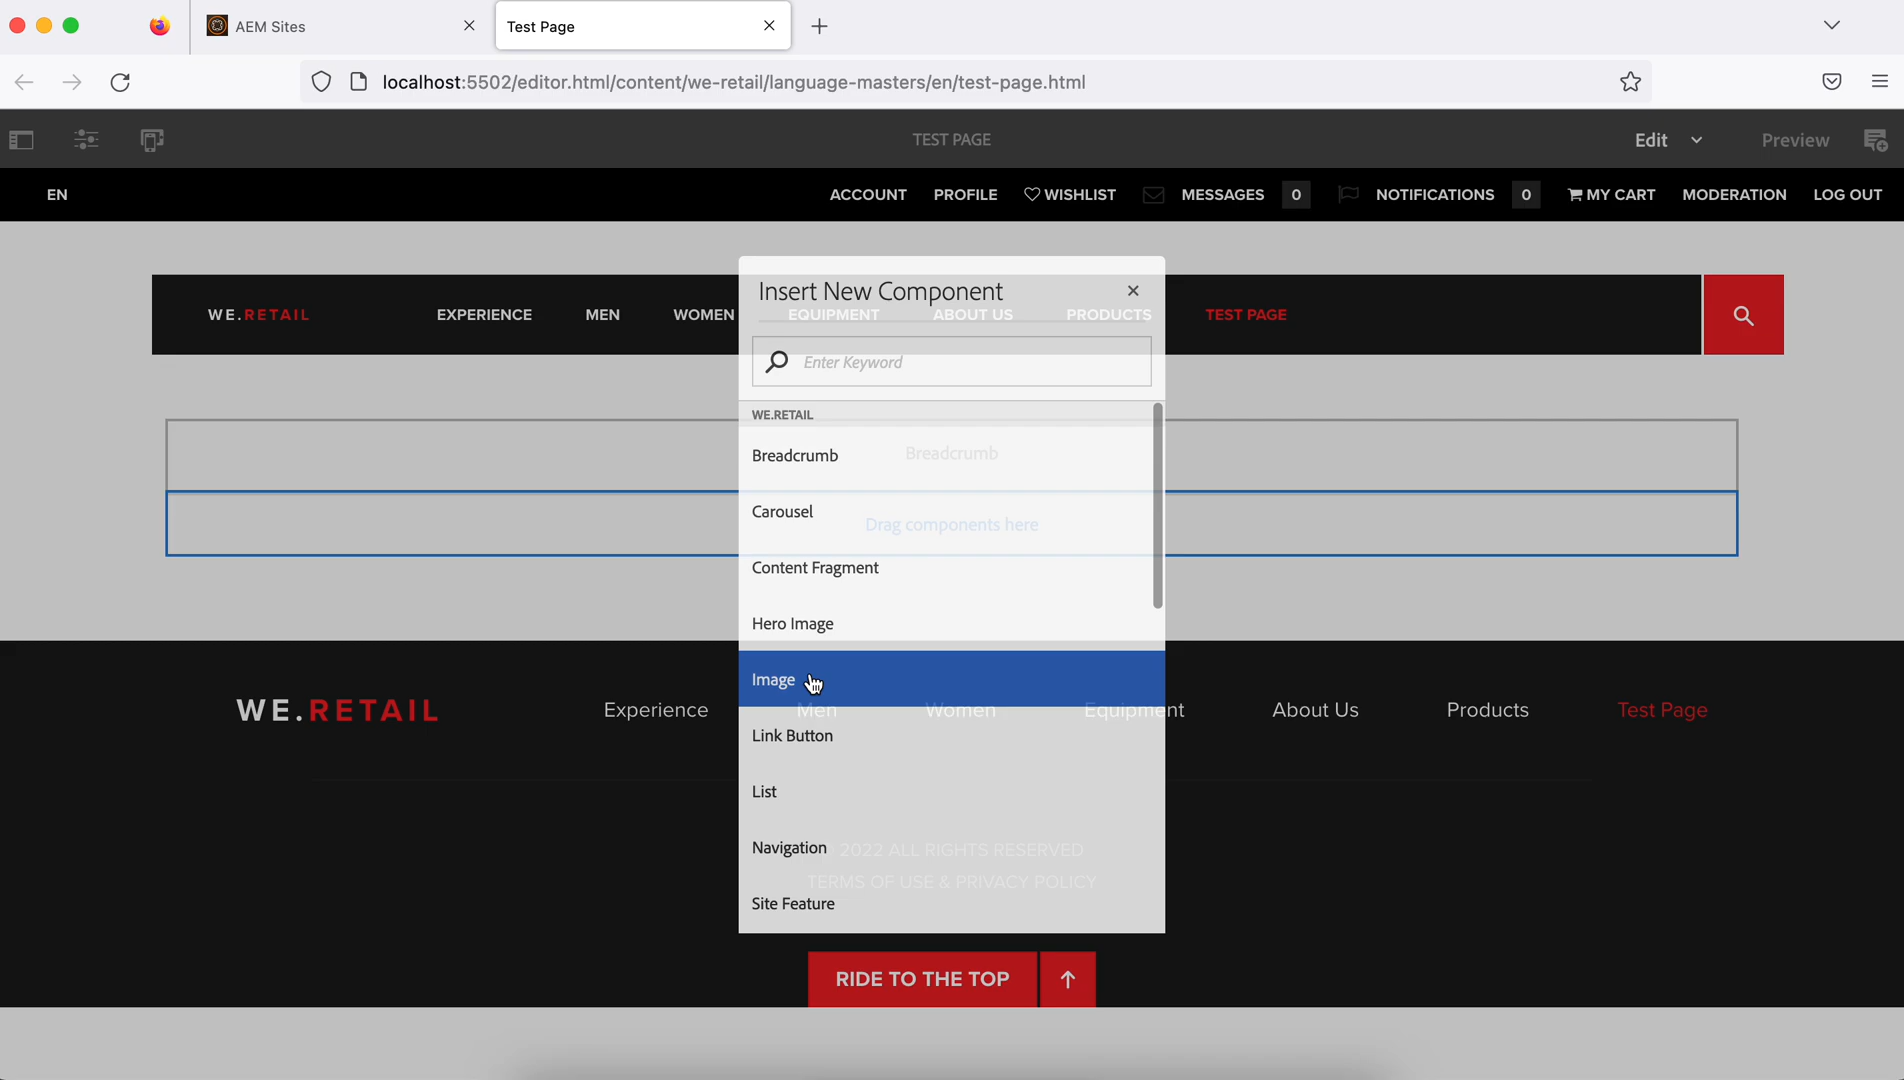 AEM Sites
Test Page
localhost:5502/editor.html/content/we-retail/language-masters/en/test-page.html
TEST PAGE
Edit
Preview
EN
ACCOUNT PROFILE WISHLIST MESSAGES 0 NOTIFICATIONS 0 MY CART MODERATION LOG OUT
Insert New Component
WE.RETAIL EXPERIENCE MEN WOMEN EQUIPMENT ABOUT US PRODUCTS TEST PAGE
Enter Keyword
WE.RETAIL
Breadcrumb
Breadcrumb
Carousel
Drag components here
Content Fragment
Hero Image
Image
WE.RETAIL Experience Men Women Equipment About Us Products Test Page
Link Button
List
Navigation
2022 ALL RIGHTS RESERVED
TERMS OF USE & PRIVACY POLICY
Site Feature
RIDE TO THE TOP